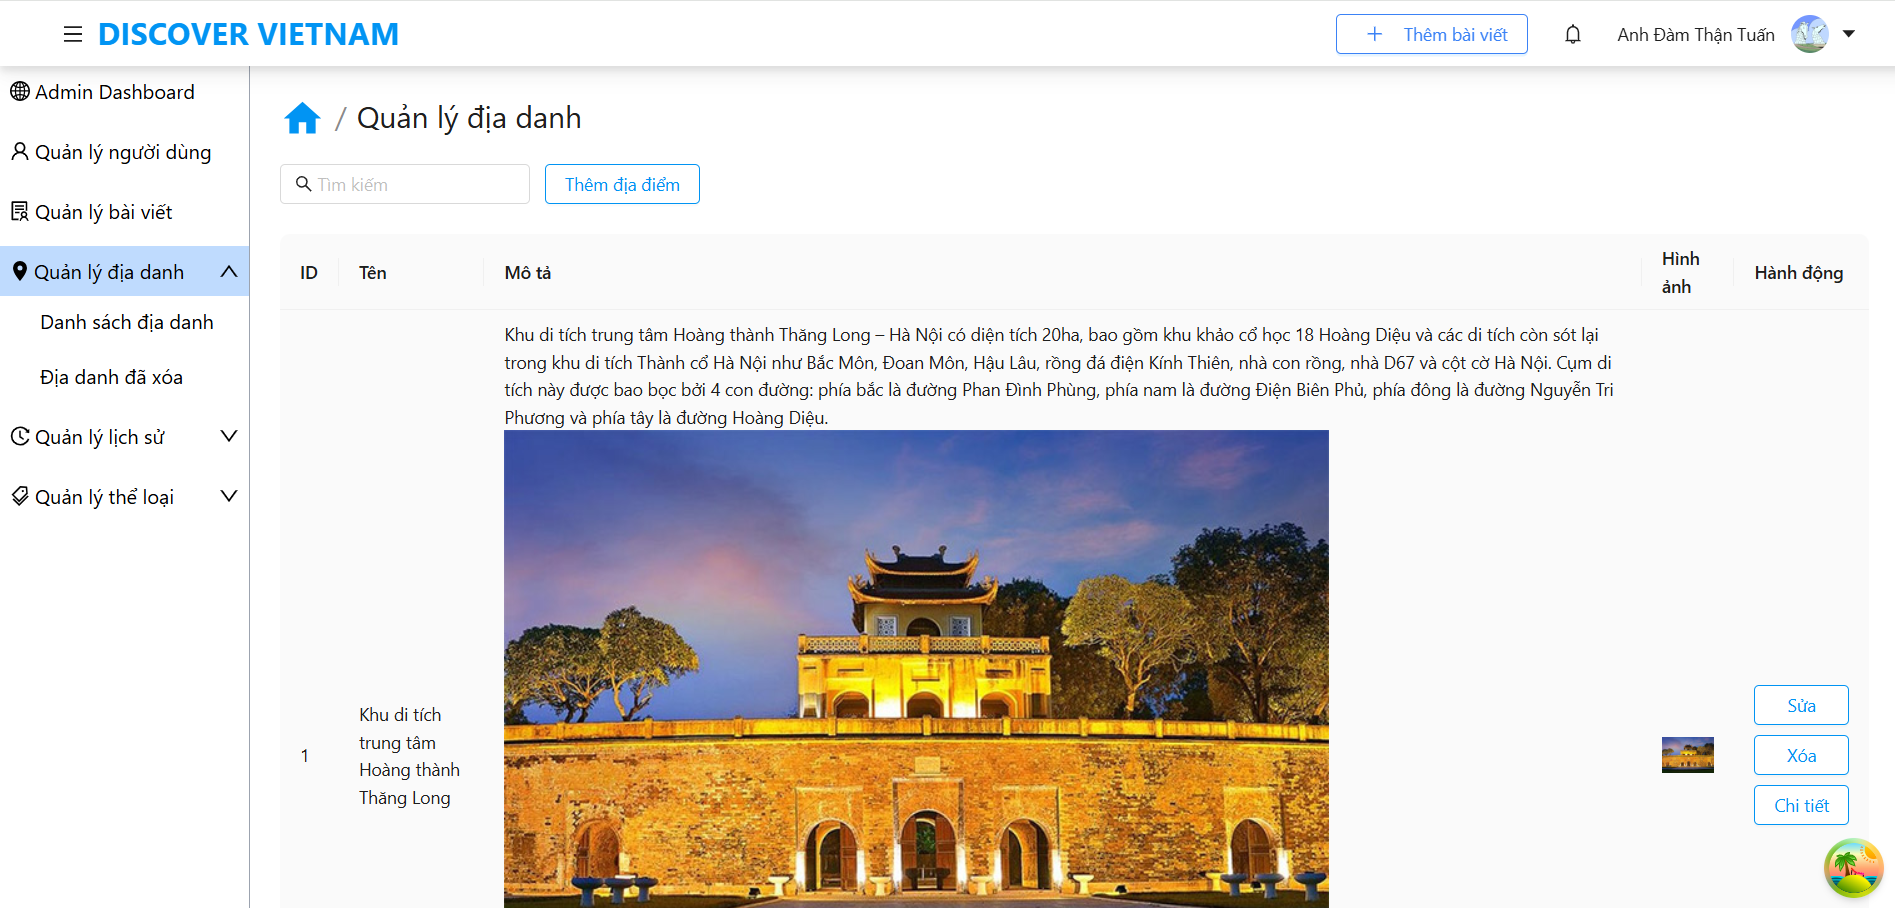 DISCOVER VIETNAM
Thêm bài viết
Anh Đàm Thận Tuấn
Admin Dashboard
Quản lý người dùng
Quản lý bài viết
Quản lý địa danh
Danh sách địa danh
Địa danh đã xóa
Quản lý lịch sử
Quản lý thể loại
/ Quản lý địa danh
Tìm kiếm
Thêm địa điểm
ID
Tên
Mô tả
Hình
ảnh
Hành động
1
Khu di tích
trung tâm
Hoàng thành
Thăng Long
Khu di tích trung tâm Hoàng thành Thăng Long – Hà Nội có diện tích 20ha, bao gồm khu khảo cổ học 18 Hoàng Diệu và các di tích còn sót lại
trong khu di tích Thành cổ Hà Nội như Bắc Môn, Đoan Môn, Hậu Lâu, rồng đá điện Kính Thiên, nhà con rồng, nhà D67 và cột cờ Hà Nội. Cụm di
tích này được bao bọc bởi 4 con đường: phía bắc là đường Phan Đình Phùng, phía nam là đường Điện Biên Phủ, phía đông là đường Nguyễn Tri
Phương và phía tây là đường Hoàng Diệu.
Sửa
Xóa
Chi tiết